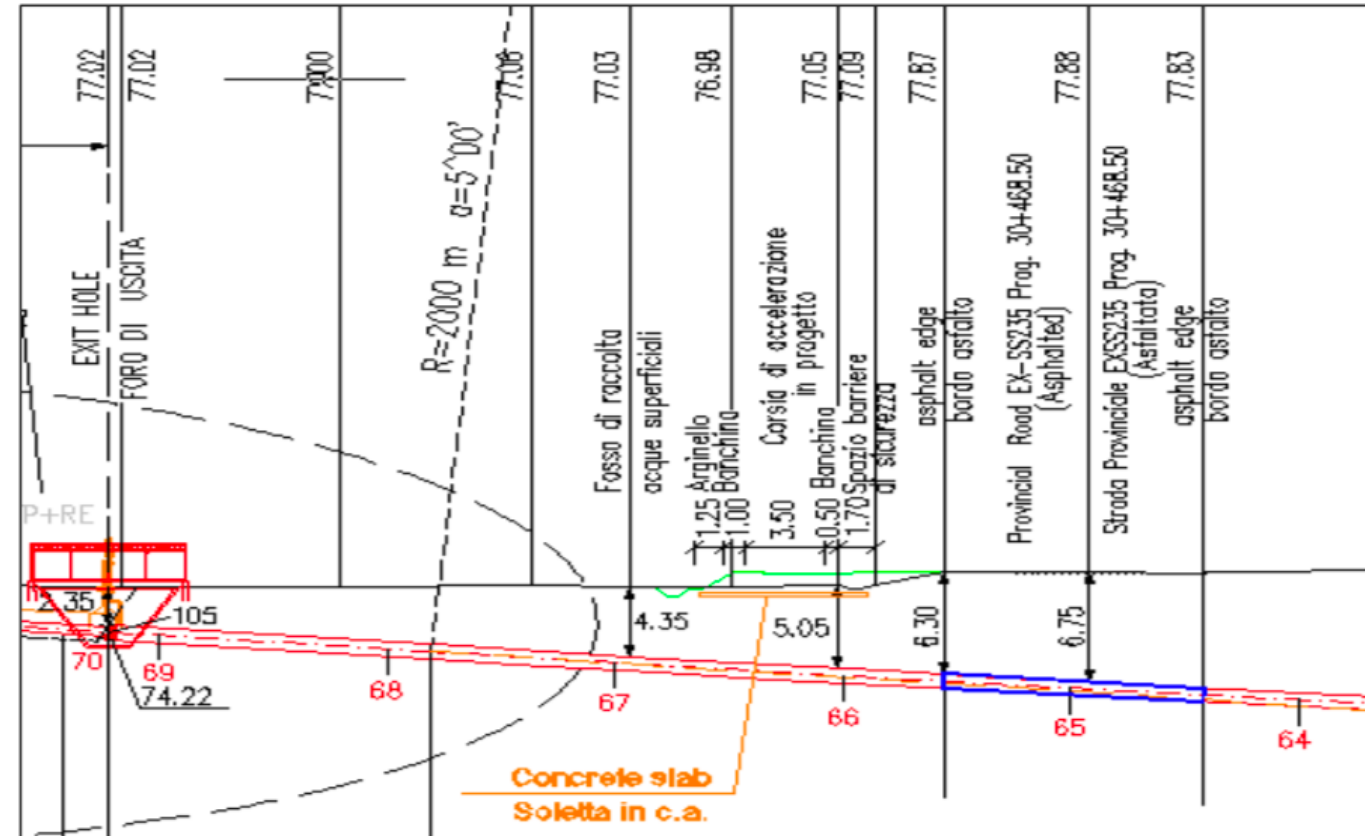 77.02
77.02
77.00
77.06
77.03
76.98
77.05
77.09
77.87
77.88
77.83
EXIT HOLE
FORO DI USCITA
R=2000 m a=5^00'
Fosso di raccolta
acque superficiali
1.25 Arginello
1.00 Banchina
3.50
Corsia di accelerazione
in progetto
0.50 Banchina
1.70 Spazio barriere
di sicurezza
asphalt edge
bordo asfalto
Provincial Road EX-SS235 Prog. 30+468.50
(Asphalted)
Strada Provinciale EXSS235 Prog. 30+468.50
(Asfaltata)
asphalt edge
bordo asfalto
P+RE
2.35
105
74.22
4.35
5.05
6.30
6.75
70
69
68
67
66
65
64
Concrete slab
Soletta in c.a.